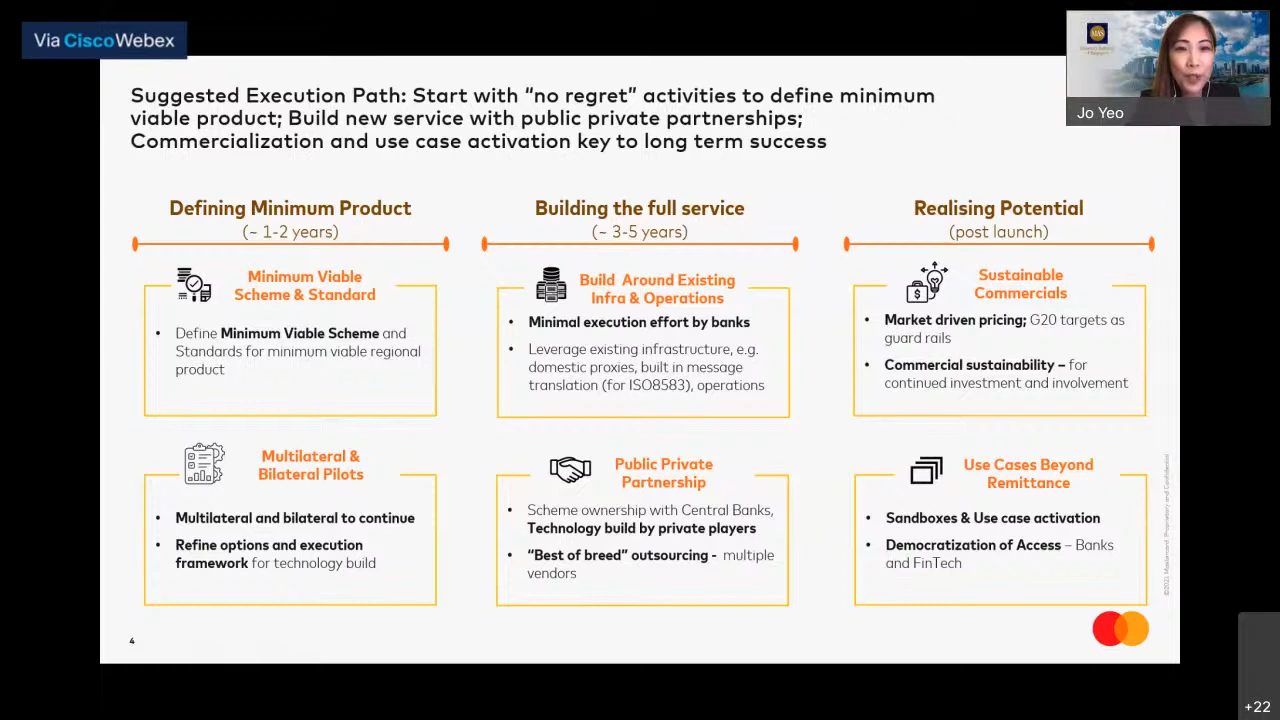 Via Cisco Webex
MAS
Jo Yeo
Suggested Execution Path: Start with “no regret” activities to define minimum
viable product; Build new service with public private partnerships;
Commercialization and use case activation key to long term success
Defining Minimum Product
(~ 1-2 years)
Minimum Viable
Scheme & Standard
• Define Minimum Viable Scheme and
Standards for minimum viable regional
product
Multilateral &
Bilateral Pilots
• Multilateral and bilateral to continue
• Refine options and execution
framework for technology build
Building the full service
(~ 3-5 years)
Build Around Existing
Infra & Operations
• Minimal execution effort by banks
• Leverage existing infrastructure, e.g.
domestic proxies, built in message
translation (for ISO8583), operations
Public Private
Partnership
• Scheme ownership with Central Banks,
Technology build by private players
• “Best of breed” outsourcing - multiple
vendors
Realising Potential
(post launch)
Sustainable
Commercials
• Market driven pricing; G20 targets as
guard rails
• Commercial sustainability – for
continued investment and involvement
Use Cases Beyond
Remittance
• Sandboxes & Use case activation
• Democratization of Access – Banks
and FinTech
Mastercard. Proprietary and Confidential
4
+22